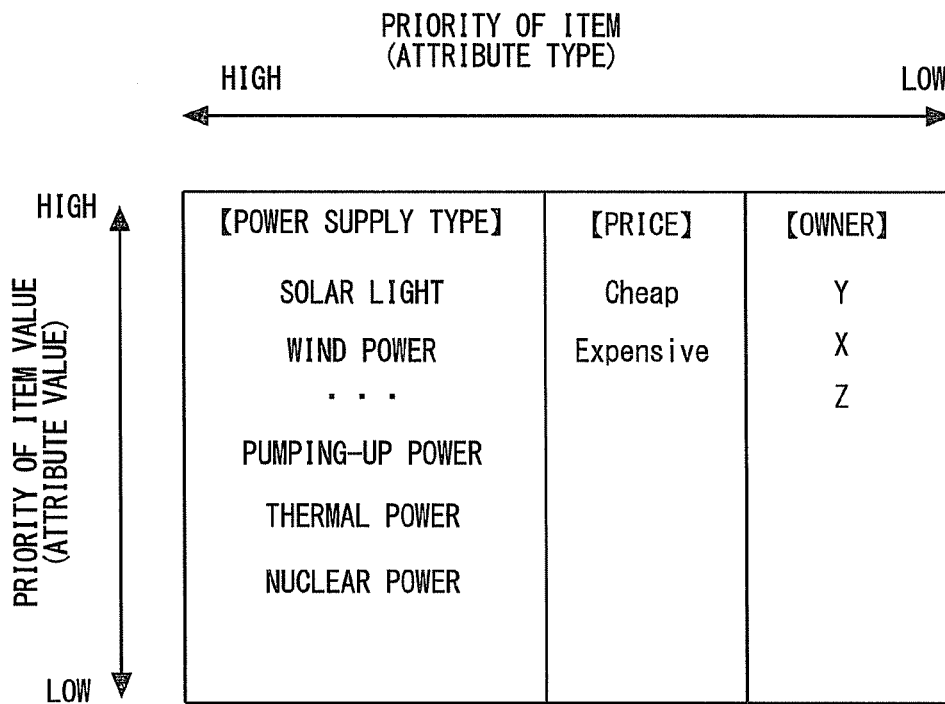 PRIORITY OF ITEM
(ATTRIBUTE TYPE)
HIGH
LOW
HIGH
PRIORITY OF ITEM VALUE
(ATTRIBUTE VALUE)
LOW
【POWER SUPPLY TYPE】
SOLAR LIGHT
WIND POWER
・・・
PUMPING-UP POWER
THERMAL POWER
NUCLEAR POWER
【PRICE】
Cheap
Expensive
【OWNER】
Y
X
Z